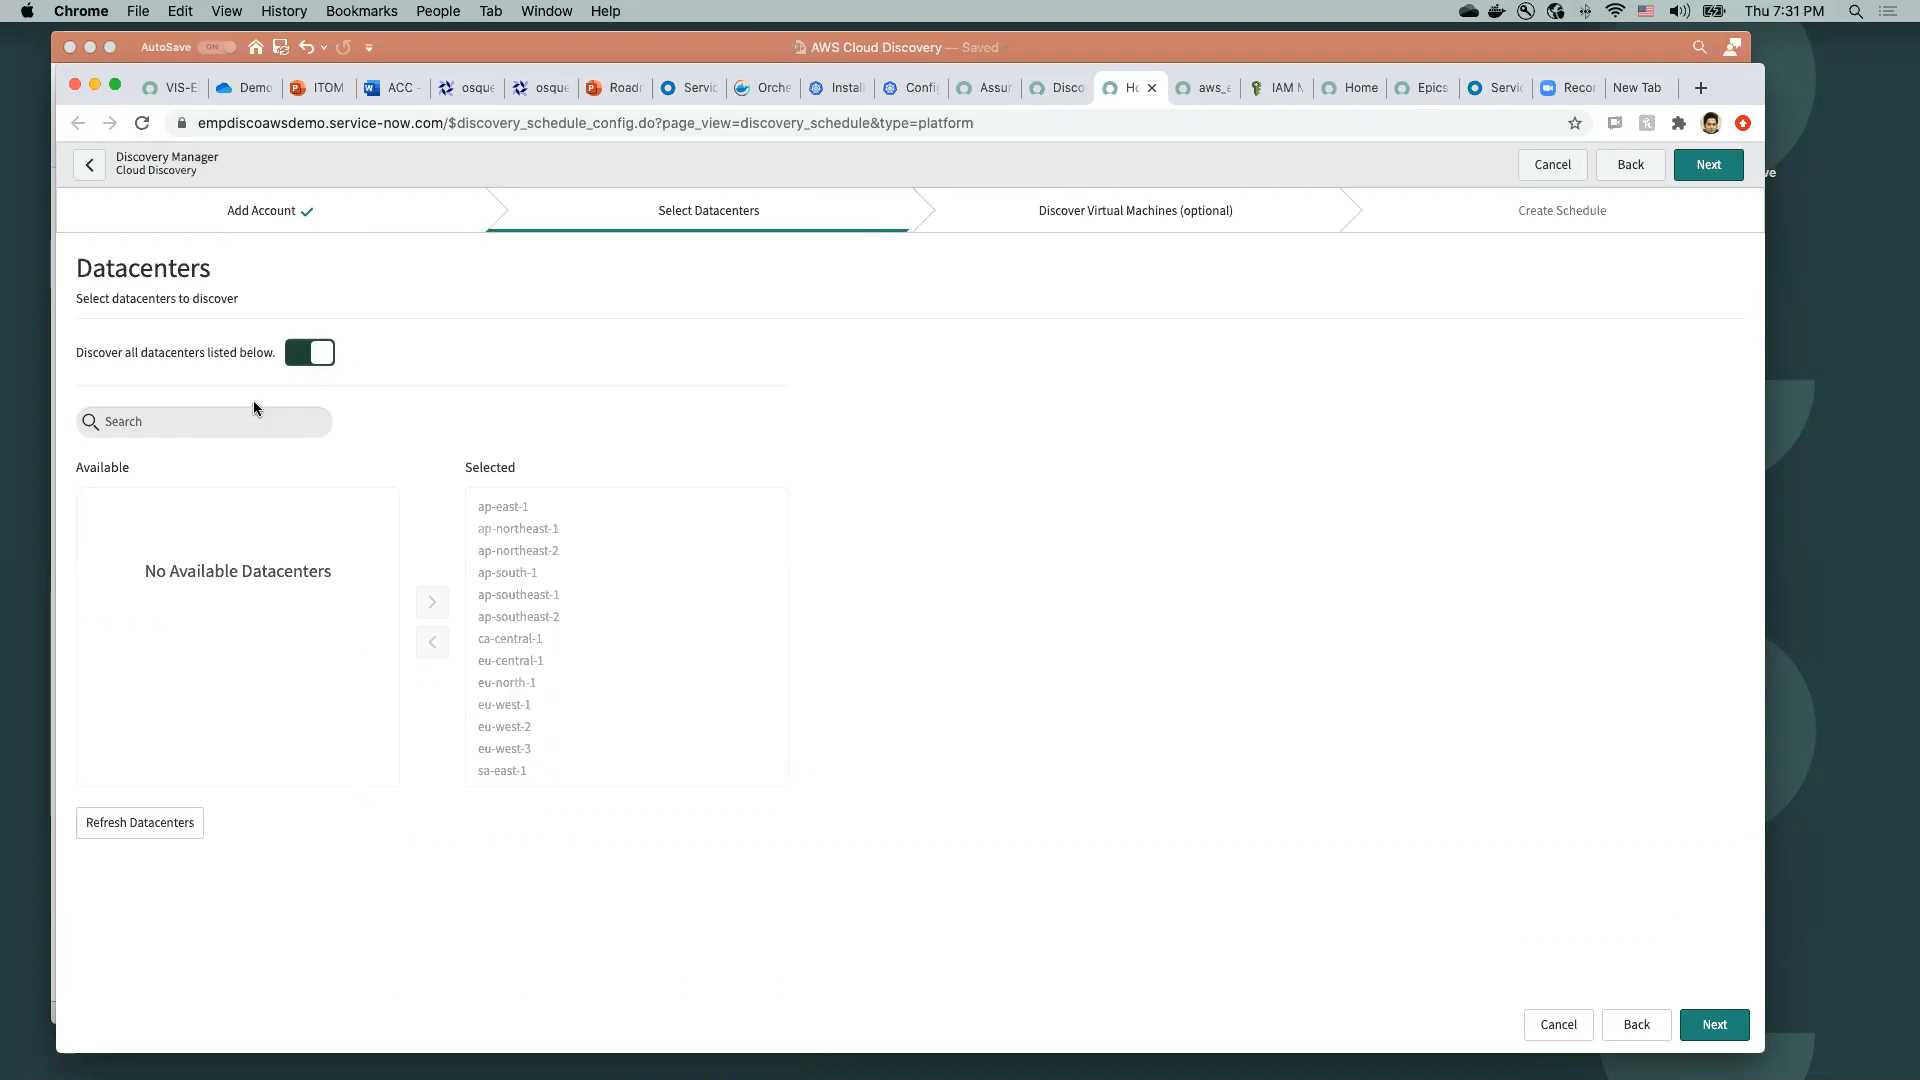 Chrome File Edit View History Bookmarks People Tab Window Help Thu 7:31 PM
AutoSave ON AWS Cloud Discovery — Saved
VIS-E Demo ITOM ACC - osque osque Roadm Servic Orche Install Config Assur Disco Ho aws_e IAM M Home Epics Servic Recor New Tab
empdiscoawsdemo.service-now.com/$discovery_schedule_config.do?page_view=discovery_schedule&type=platform
Discovery Manager
Cloud Discovery
Cancel Back Next
Add Account Select Datacenters Discover Virtual Machines (optional) Create Schedule
Datacenters
Select datacenters to discover
Discover all datacenters listed below.
Search
Available Selected
No Available Datacenters
ap-east-1
ap-northeast-1
ap-northeast-2
ap-south-1
ap-southeast-1
ap-southeast-2
ca-central-1
eu-central-1
eu-north-1
eu-west-1
eu-west-2
eu-west-3
sa-east-1
Refresh Datacenters
Cancel Back Next